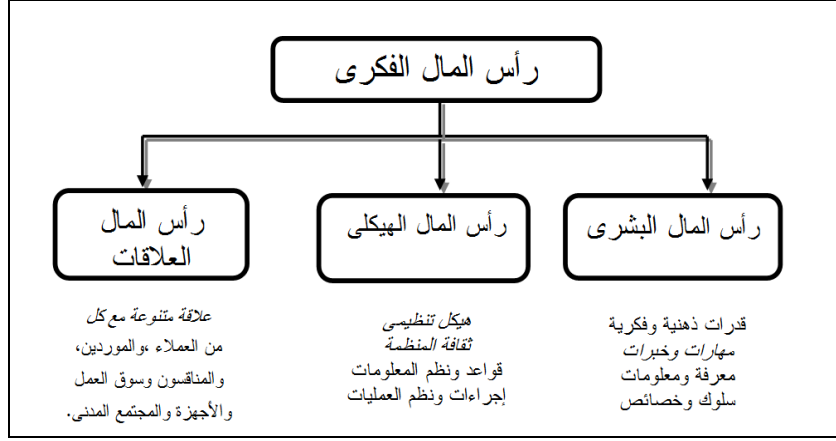 رأس المال الفكرى
رأس المال البشرى
قدرات ذهنية وفكرية
مهارات وخبرات
معرفة ومعلومات
سلوك وخصائص
رأس المال الهيكلى
هيكل تنظيمى
ثقافة المنظمة
قواعد ونظم المعلومات
إجراءات ونظم العمليات
رأس المال
العلاقات
علاقة متنوعة مع كل
من العملاء ،والموردين،
والمنافسون وسوق العمل
والأجهزة والمجتمع المدنى.